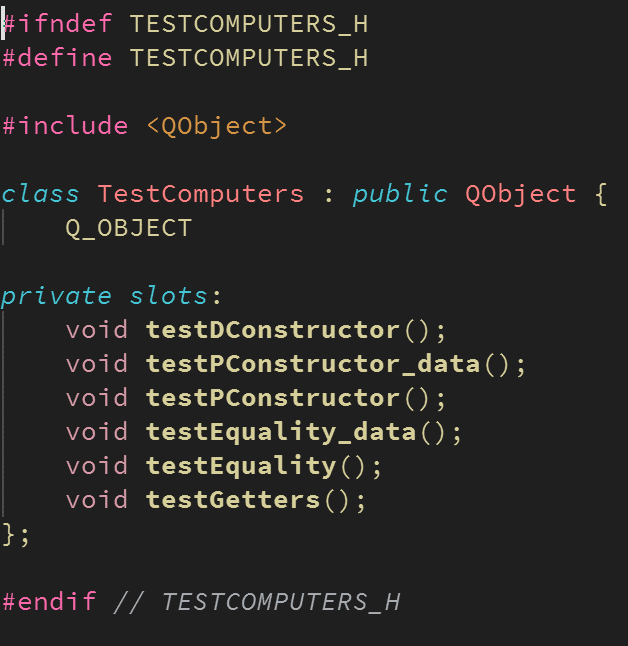 #ifndef TESTCOMPUTERS_H
#define TESTCOMPUTERS_H
#include <QObject>
class TestComputers : public QObject {
Q_OBJECT
private slots:
void testDConstructor();
void testPConstructor_data();
void testPConstructor();
void testEquality_data();
void testEquality();
void testGetters();
};
#endif // TESTCOMPUTERS_H